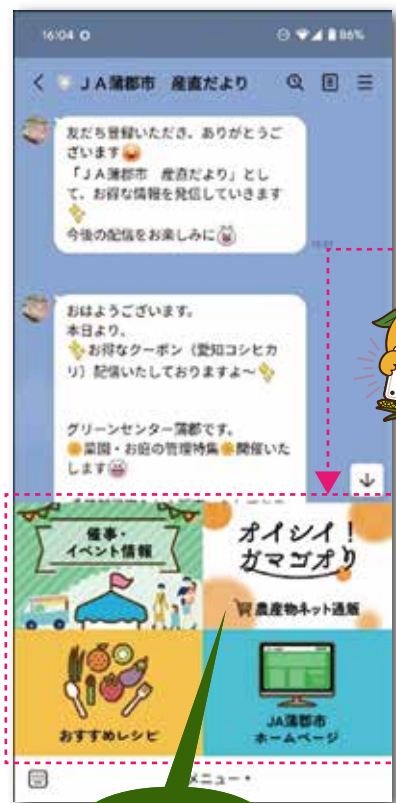 16:04
86%
JA蒲郡市 産直だより
友だち登録いただき、ありがとうご
ざいます
「JA蒲郡市 産直だより」とし
て、お得な情報を発信していきます
今後の配信をお楽しみに
おはようございます。
本日より、
お得なクーポン（愛知コシヒカ
リ）配信いたしておりますよ～
グリーンセンター蒲郡です。
菜園・お庭の管理特集 開催いた
します
催事・
イベント情報
オイシイ！
ガマゴオリ
農産物ネット通販
おすすめレシピ
JA蒲郡市
ホームページ
メニュー